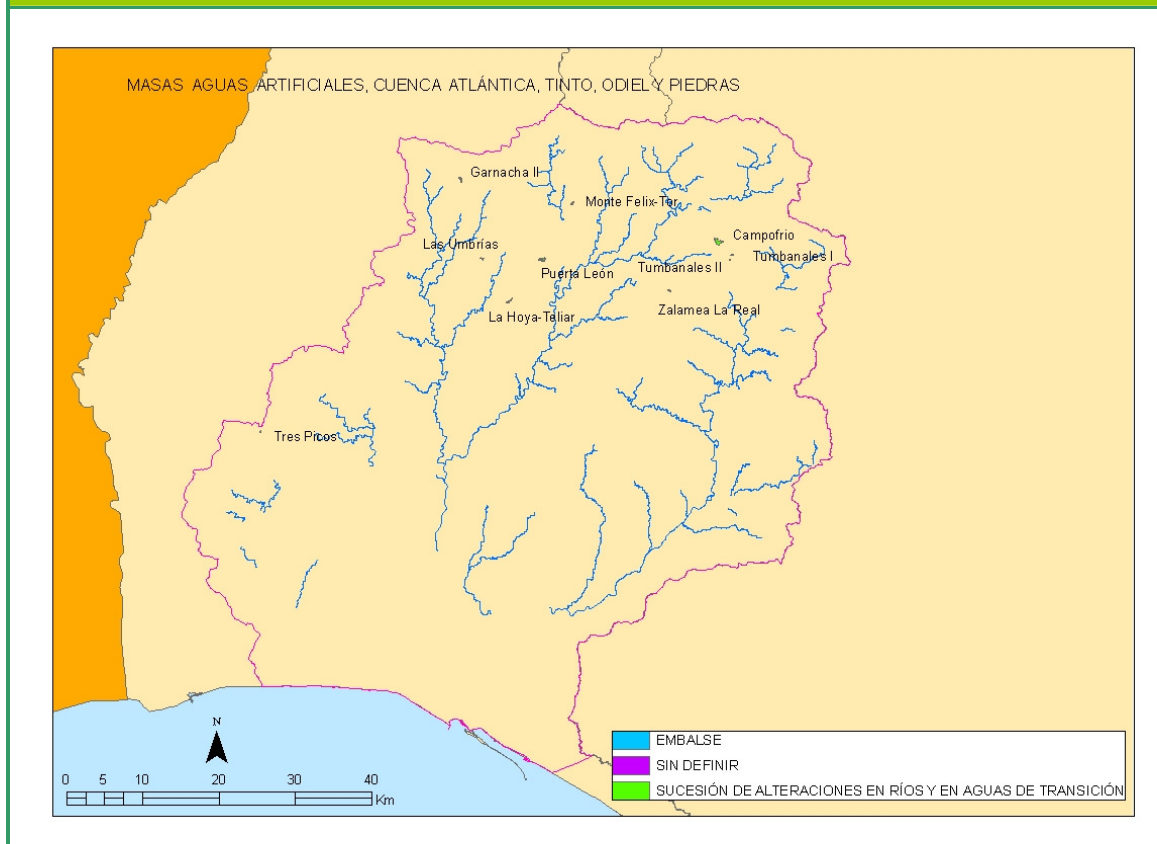 MASAS AGUAS ARTIFICIALES, CUENCA ATLÁNTICA, TINTO, ODIEL Y PIEDRAS
Garnacha II
Monte Felix-Tor
Campofrio
Las Umbrías
Tumbanales I
Puerta León
Tumbanales II
La Hoya-Teliar
Zalamea La Real
Tres Picos
N
0 5 10 20 30 40
Km
EMBALSE
SIN DEFINIR
SUCESIÓN DE ALTERACIONES EN RÍOS Y EN AGUAS DE TRANSICIÓN